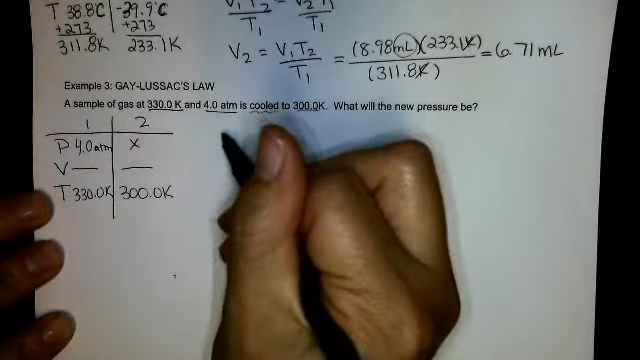 V₁T₂ = V₂T₁
T₁ T₁
T 38.8C -39.9°C
+273 +273
311.8K 233.1K
V₂ = V₁T₂ = (8.98mL)(233.1K) = 6.71mL
T₁ (311.8K)
Example 3: GAY-LUSSAC'S LAW
A sample of gas at 330.0 K and 4.0 atm is cooled to 300.0K. What will the new pressure be?
1 2
P 4.0atm X
V — —
T 330.0K 300.0K